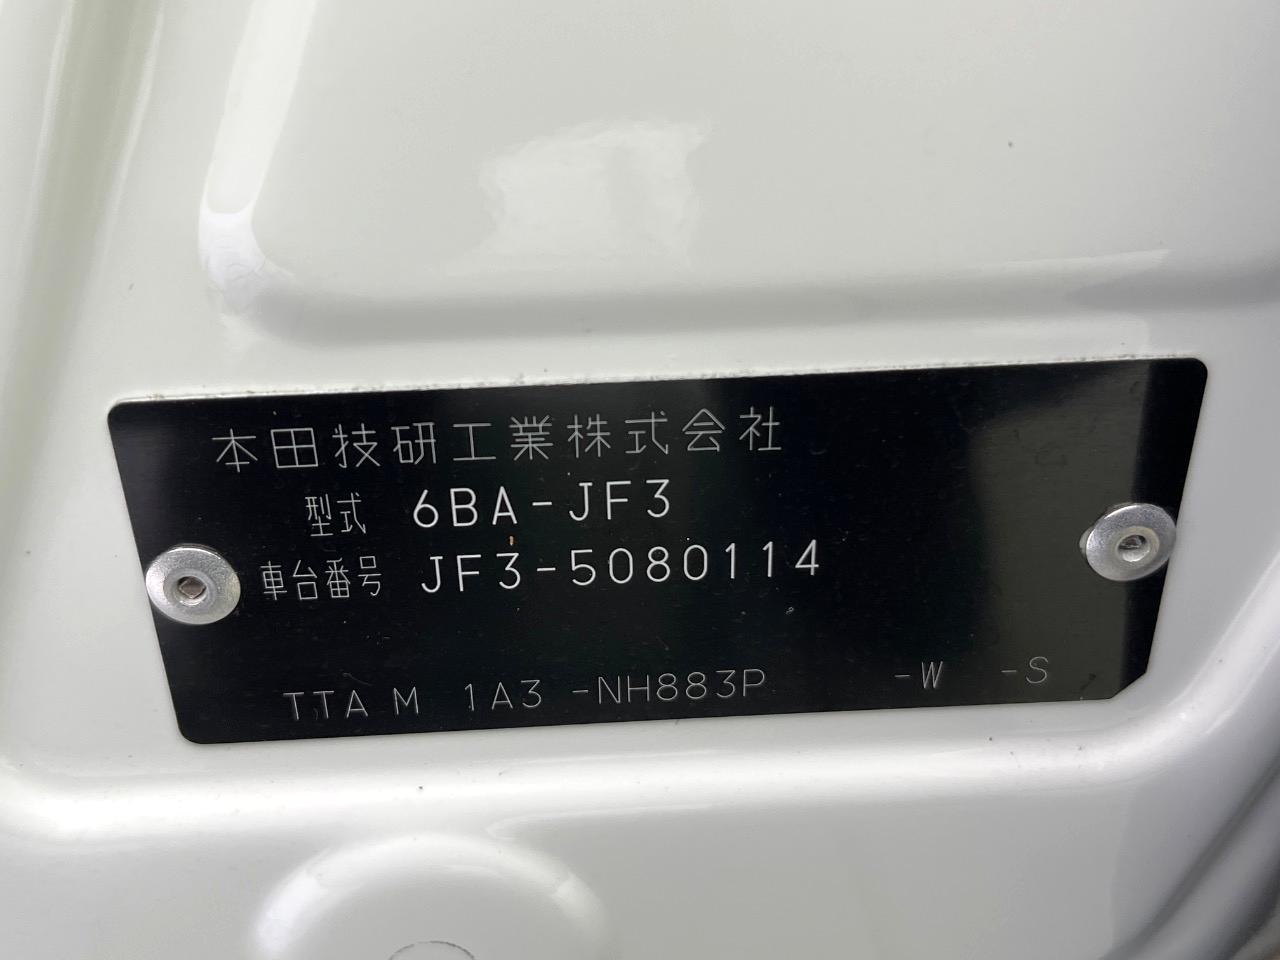 本田技研工業株式会社
型式 6BA-JF3
車台番号 JF3-5080114
TTA M 1A3 -NH883P -W -S